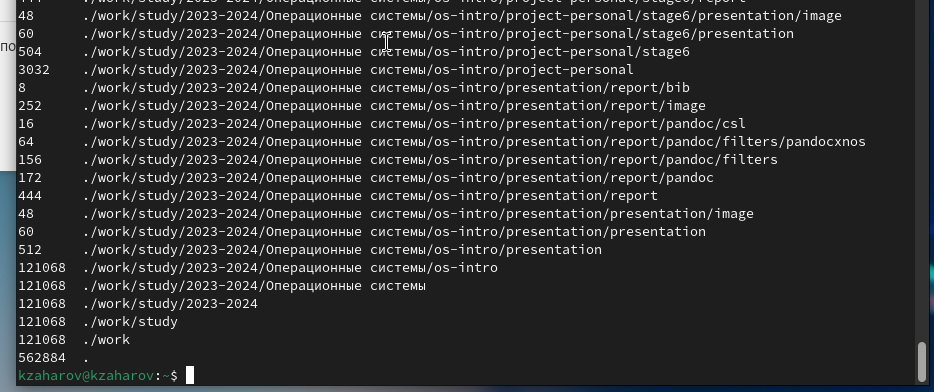 48 ./work/study/2023-2024/Операционные системы/os-intro/project-personal/stage6/presentation/image
60 ./work/study/2023-2024/Операционные системы/os-intro/project-personal/stage6/presentation
504 ./work/study/2023-2024/Операционные системы/os-intro/project-personal/stage6
3032 ./work/study/2023-2024/Операционные системы/os-intro/project-personal
8 ./work/study/2023-2024/Операционные системы/os-intro/presentation/report/bib
252 ./work/study/2023-2024/Операционные системы/os-intro/presentation/report/image
16 ./work/study/2023-2024/Операционные системы/os-intro/presentation/report/pandoc/csl
64 ./work/study/2023-2024/Операционные системы/os-intro/presentation/report/pandoc/filters/pandocxnos
156 ./work/study/2023-2024/Операционные системы/os-intro/presentation/report/pandoc/filters
172 ./work/study/2023-2024/Операционные системы/os-intro/presentation/report/pandoc
444 ./work/study/2023-2024/Операционные системы/os-intro/presentation/report
48 ./work/study/2023-2024/Операционные системы/os-intro/presentation/presentation/image
60 ./work/study/2023-2024/Операционные системы/os-intro/presentation/presentation
512 ./work/study/2023-2024/Операционные системы/os-intro/presentation
121068 ./work/study/2023-2024/Операционные системы/os-intro
121068 ./work/study/2023-2024/Операционные системы
121068 ./work/study/2023-2024
121068 ./work/study
121068 ./work
562884 .
kzaharov@kzaharov:~$